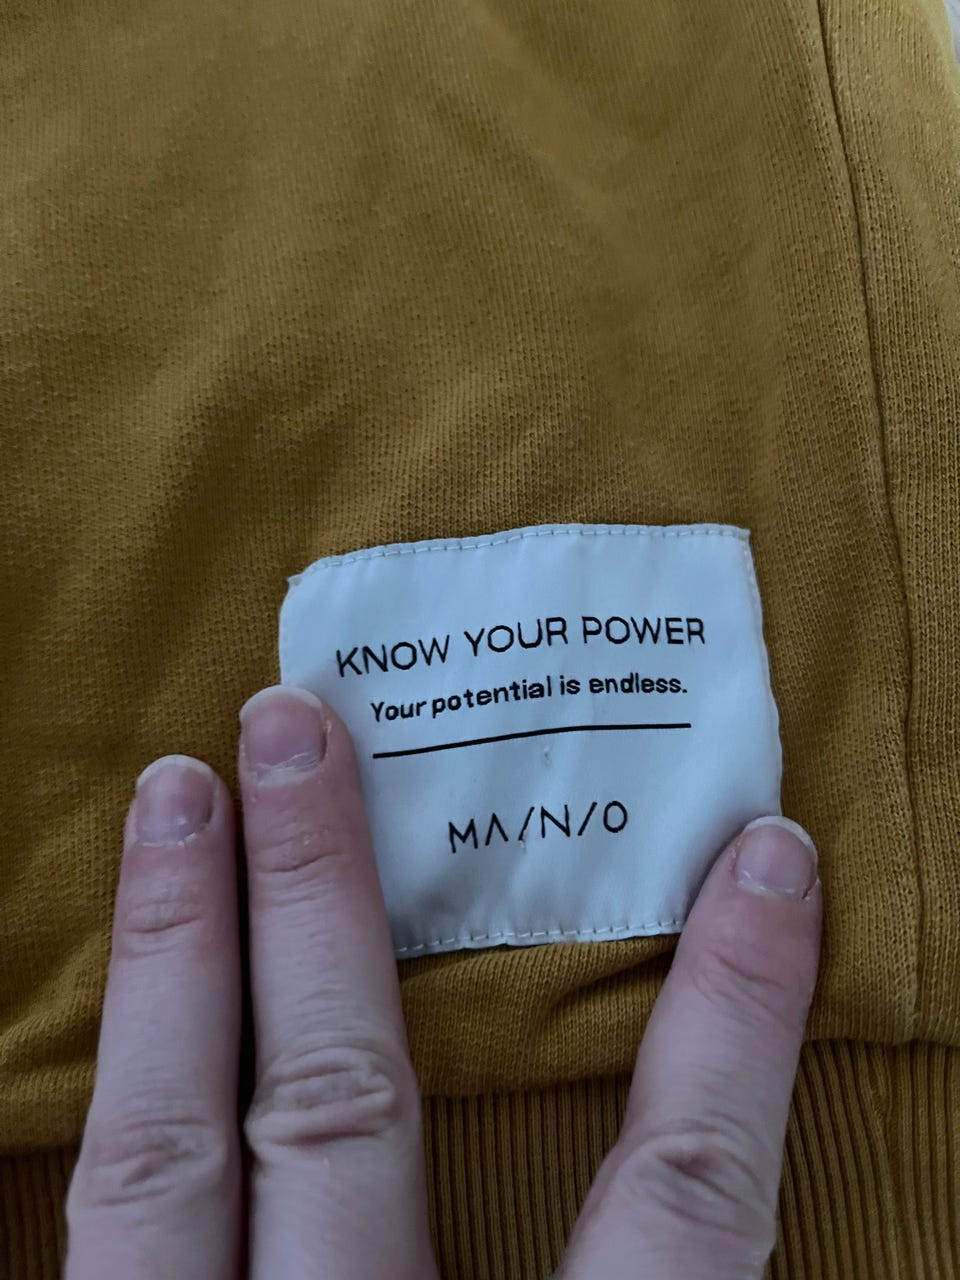 KNOW YOUR POWER
Your potential is endless.
MΛ/N/O